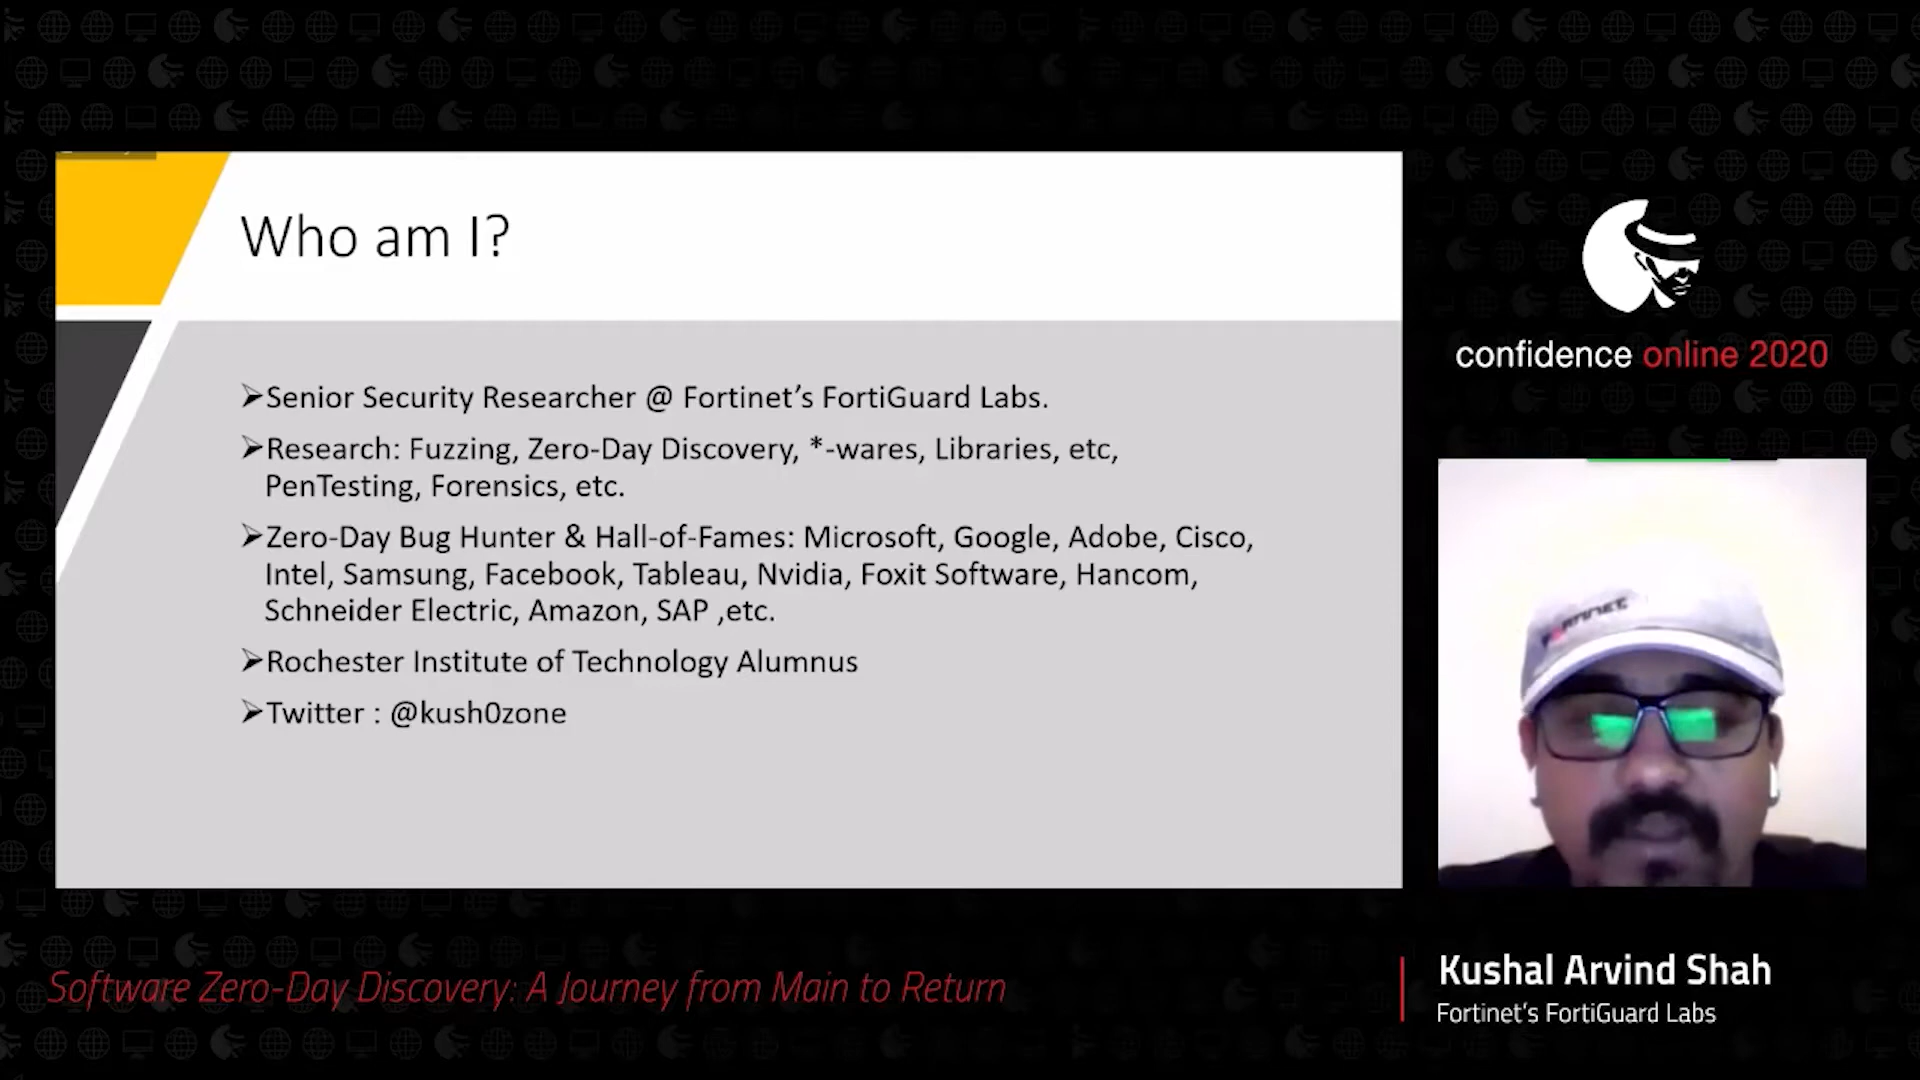 Who am I?
➢Senior Security Researcher @ Fortinet’s FortiGuard Labs.
➢Research: Fuzzing, Zero-Day Discovery, *-wares, Libraries, etc,
PenTesting, Forensics, etc.
➢Zero-Day Bug Hunter & Hall-of-Fames: Microsoft, Google, Adobe, Cisco,
Intel, Samsung, Facebook, Tableau, Nvidia, Foxit Software, Hancom,
Schneider Electric, Amazon, SAP ,etc.
➢Rochester Institute of Technology Alumnus
➢Twitter : @kush0zone
confidence online 2020
FORTINET
Software Zero-Day Discovery: A Journey from Main to Return
Kushal Arvind Shah
Fortinet's FortiGuard Labs